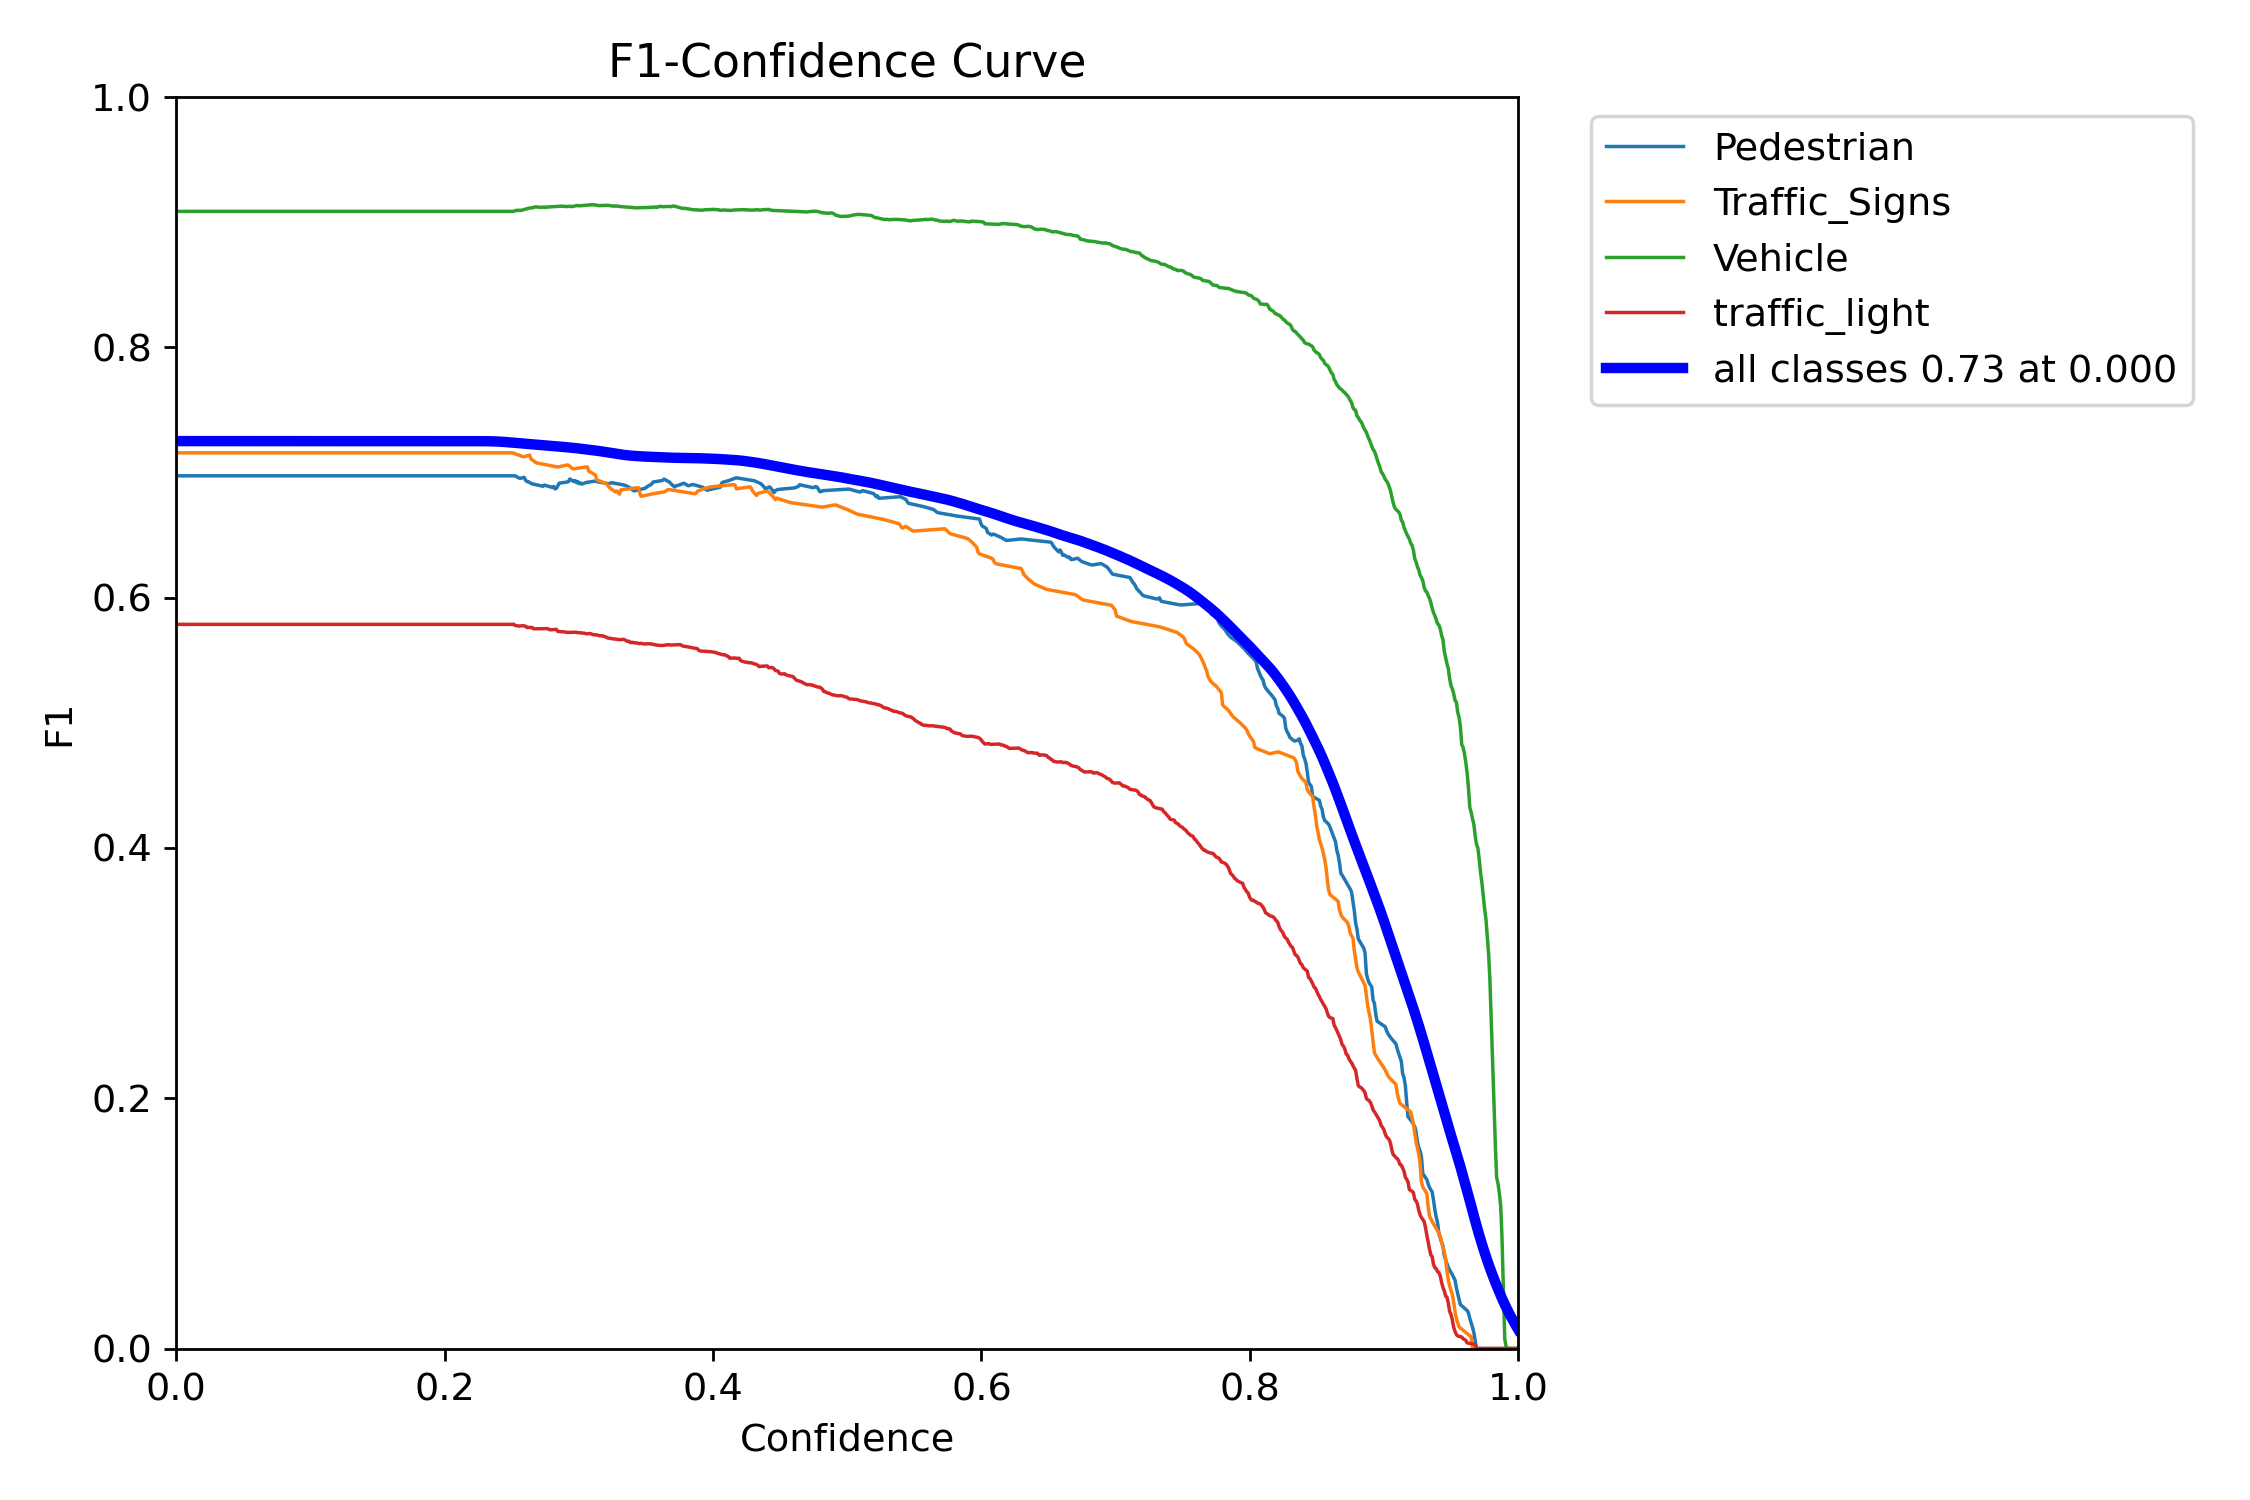 F1-Confidence Curve
1.0
0.8
0.6
0.4
0.2
0.0
F1
0.0 0.2 0.4 0.6 0.8 1.0
Confidence
Pedestrian
Traffic_Signs
Vehicle
traffic_light
all classes 0.73 at 0.000